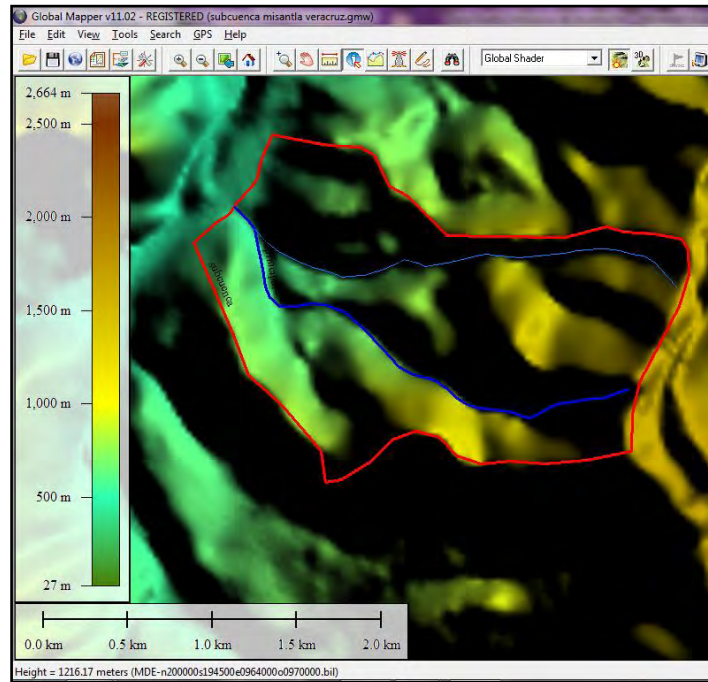 Global Mapper v11.02 - REGISTERED (subcuenca misantla veracruz.gmw)
File Edit View Tools Search GPS Help
Global Shader
3D
2,664 m
2,500 m
2,000 m
1,500 m
1,000 m
500 m
27 m
0.0 km 0.5 km 1.0 km 1.5 km 2.0 km
Height = 1216.17 meters (MDE-n200000s194500e0964000o0970000.bil)